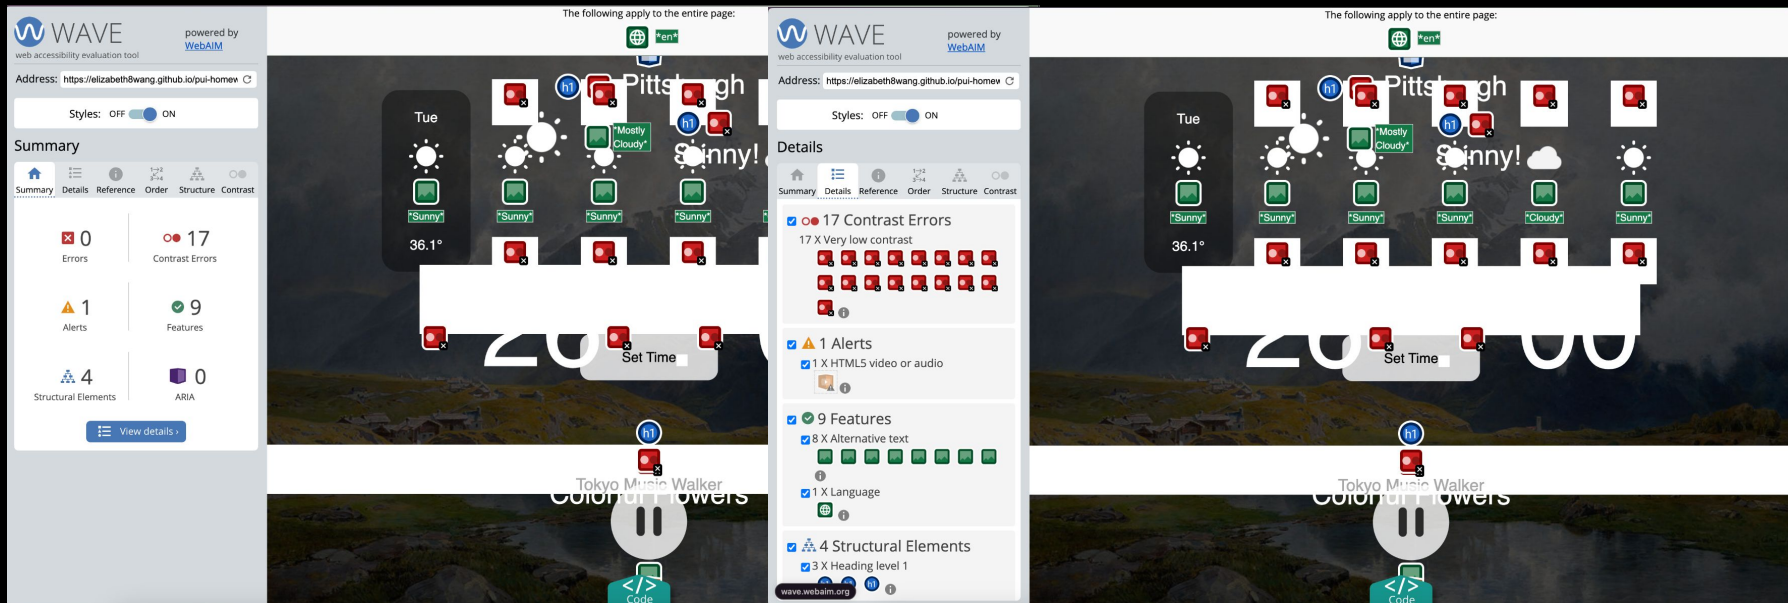 WAVE
powered by
WebAIM
web accessibility evaluation tool
Address: https://elizabeth8wang.github.io/pui-homew
Styles: OFF ON
Summary
Summary Details Reference Order Structure Contrast
0
Errors
17
Contrast Errors
1
Alerts
9
Features
4
Structural Elements
0
ARIA
View details ›
The following apply to the entire page:
*en*
h1 Pittsburgh
Tue
h1
*Mostly
Cloudy*
Sunny!
*Sunny* *Sunny* *Sunny* *Sunny*
36.1°
Set Time
h1
Tokyo Music Walker
Colorful Flowers
</>
Code
WAVE
powered by
WebAIM
web accessibility evaluation tool
Address: https://elizabeth8wang.github.io/pui-homew
Styles: OFF ON
Details
Summary Details Reference Order Structure Contrast
17 Contrast Errors
17 X Very low contrast
1 Alerts
1 X HTML5 video or audio
9 Features
8 X Alternative text
1 X Language
4 Structural Elements
3 X Heading level 1
h1 h1 h1
wave.webaim.org
The following apply to the entire page:
*en*
h1 Pittsburgh
Tue
h1
*Mostly
Cloudy*
Sunny!
*Sunny* *Sunny* *Sunny* *Sunny* *Cloudy* *Sunny*
36.1°
Set Time
h1
Tokyo Music Walker
Colorful Flowers
</>
Code